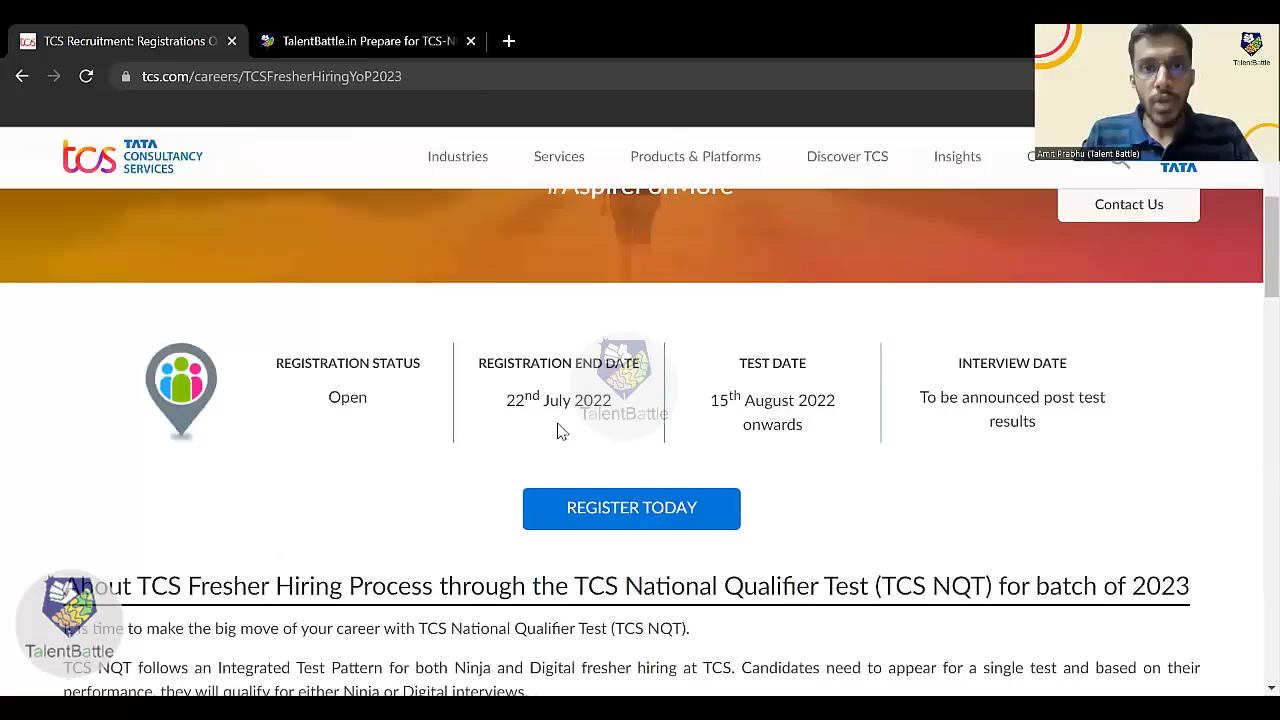 TCS Recruitment: Registrations O
TalentBattle.in Prepare for TCS-N
tcs.com/careers/TCSFresherHiringYoP2023
TalentBattle
Amit Prabhu (Talent Battle)
tcs TATA CONSULTANCY SERVICES
Industries
Services
Products & Platforms
Discover TCS
Insights
TATA
#AspireForMore
Contact Us
REGISTRATION STATUS
Open
REGISTRATION END DATE
22nd July 2022
TEST DATE
15th August 2022
onwards
INTERVIEW DATE
To be announced post test
results
TalentBattle
REGISTER TODAY
About TCS Fresher Hiring Process through the TCS National Qualifier Test (TCS NQT) for batch of 2023
It is time to make the big move of your career with TCS National Qualifier Test (TCS NQT).
TCS NQT follows an Integrated Test Pattern for both Ninja and Digital fresher hiring at TCS. Candidates need to appear for a single test and based on their
performance, they will qualify for either Ninja or Digital interviews.
TalentBattle